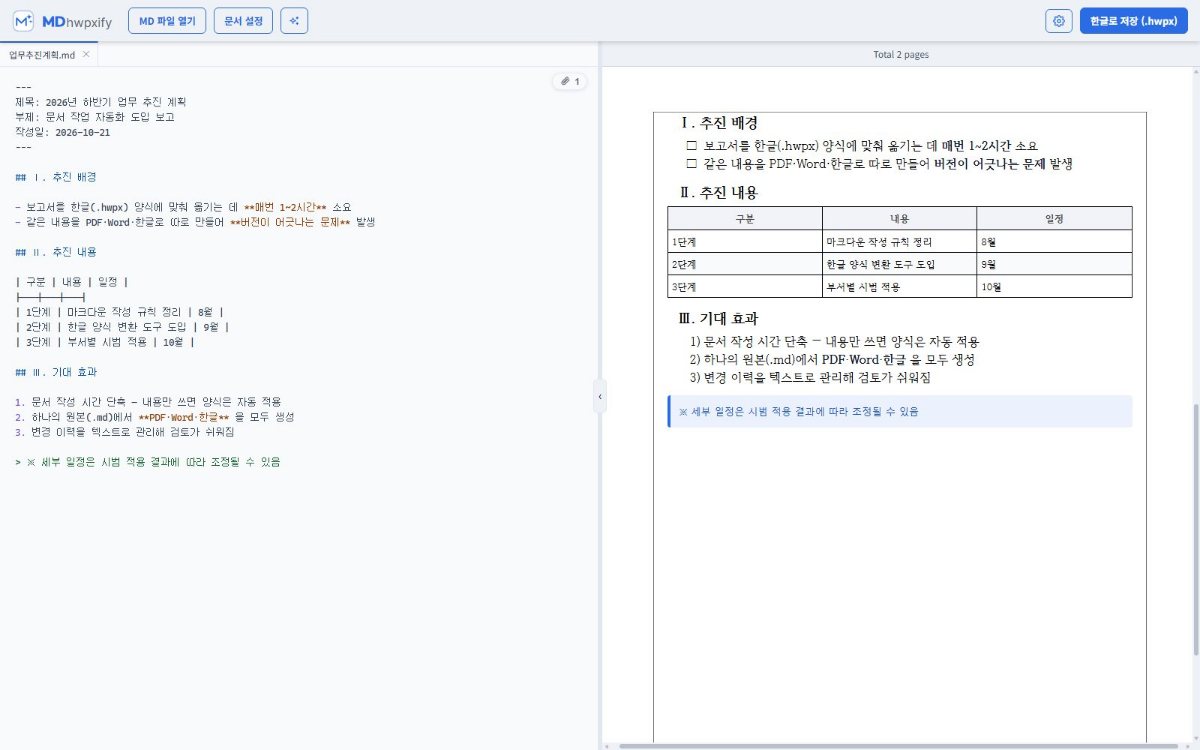 MDhwpxify
MD 파일 열기
문서 설정
한글로 저장 (.hwpx)
업무추진계획.md ×
Total 2 pages
1
---
제목: 2026년 하반기 업무 추진 계획
부제: 문서 작업 자동화 도입 보고
작성일: 2026-10-21
---
## Ⅰ. 추진 배경
- 보고서를 한글(.hwpx) 양식에 맞춰 옮기는 데 **매번 1~2시간** 소요
- 같은 내용을 PDF·Word·한글로 따로 만들어 **버전이 어긋나는 문제** 발생
## Ⅱ. 추진 내용
| 구분 | 내용 | 일정 |
|---|---|---|
| 1단계 | 마크다운 작성 규칙 정리 | 8월 |
| 2단계 | 한글 양식 변환 도구 도입 | 9월 |
| 3단계 | 부서별 시범 적용 | 10월 |
## Ⅲ. 기대 효과
1. 문서 작성 시간 단축 - 내용만 쓰면 양식은 자동 적용
2. 하나의 원본(.md)에서 **PDF·Word·한글** 을 모두 생성
3. 변경 이력을 텍스트로 관리해 검토가 쉬워짐
> ※ 세부 일정은 시범 적용 결과에 따라 조정될 수 있음
Ⅰ. 추진 배경
□ 보고서를 한글(.hwpx) 양식에 맞춰 옮기는 데 매번 1~2시간 소요
□ 같은 내용을 PDF·Word·한글로 따로 만들어 버전이 어긋나는 문제 발생
Ⅱ. 추진 내용
구분 내용 일정
1단계 마크다운 작성 규칙 정리 8월
2단계 한글 양식 변환 도구 도입 9월
3단계 부서별 시범 적용 10월
Ⅲ. 기대 효과
1) 문서 작성 시간 단축 — 내용만 쓰면 양식은 자동 적용
2) 하나의 원본(.md)에서 PDF·Word·한글 을 모두 생성
3) 변경 이력을 텍스트로 관리해 검토가 쉬워짐
※ 세부 일정은 시범 적용 결과에 따라 조정될 수 있음